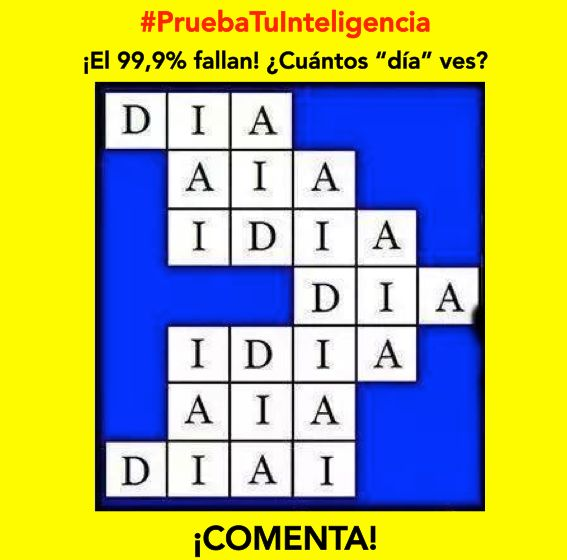 #PruebaTuInteligencia
¡El 99,9% fallan! ¿Cuántos “día” ves?
D I A
A I A
I D I A
D I A
I D I A
A I A
D I A I
¡COMENTA!